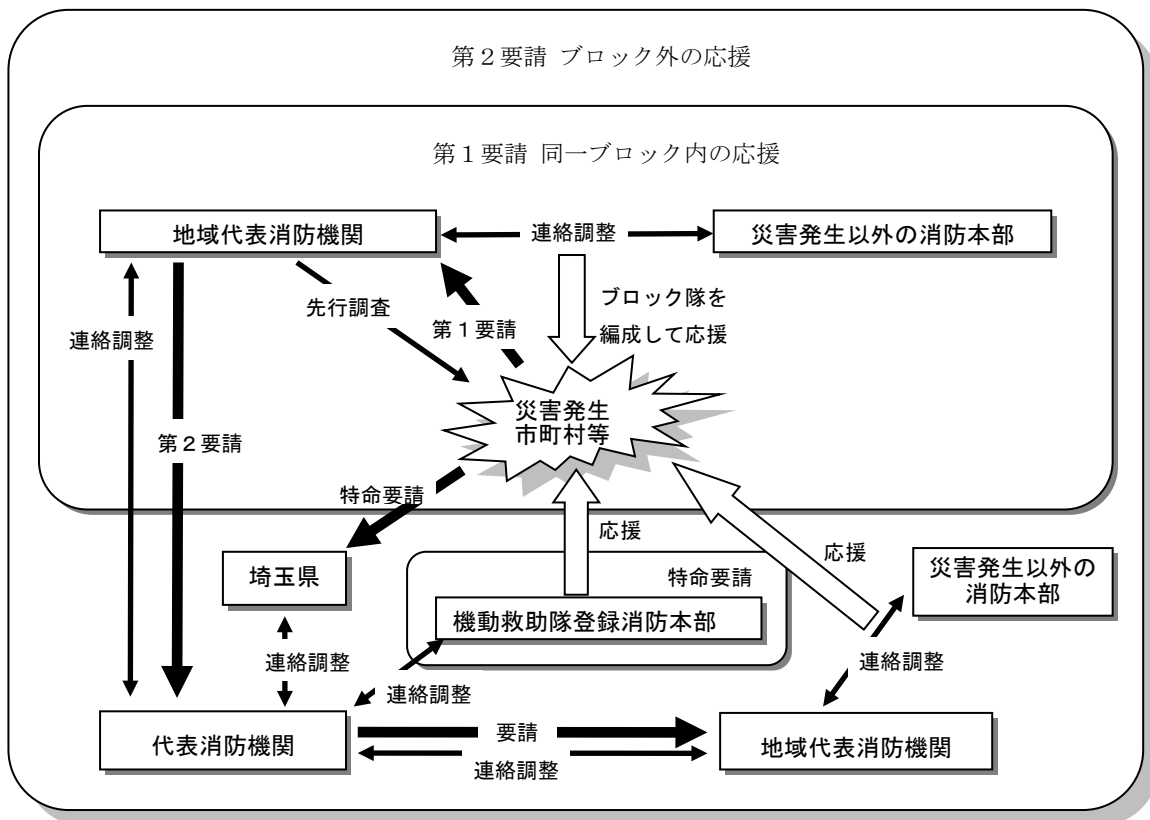 第２要請 ブロック外の応援
第１要請 同一ブロック内の応援
地域代表消防機関
連絡調整
災害発生以外の消防本部
先行調査
ブロック隊を
編成して応援
連絡調整
第１要請
災害発生
市町村等
第２要請
特命要請
応援
応援
埼玉県
特命要請
災害発生以外の
消防本部
機動救助隊登録消防本部
連絡調整
連絡調整
連絡調整
代表消防機関
要請
連絡調整
地域代表消防機関